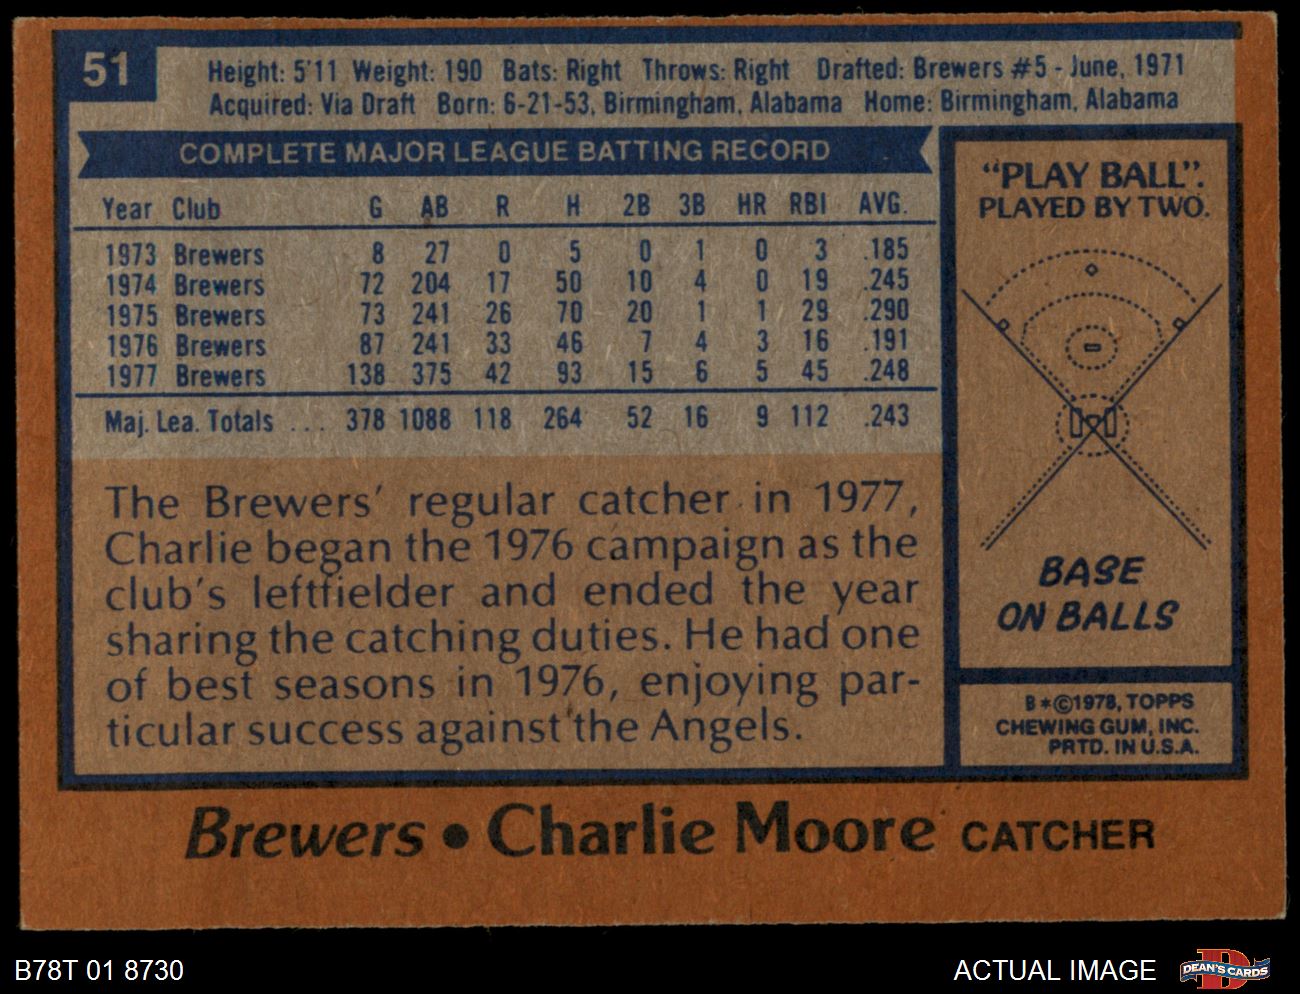 51
Height: 5'11 Weight: 190 Bats: Right Throws: Right Drafted: Brewers #5 - June, 1971
Acquired: Via Draft Born: 6-21-53, Birmingham, Alabama Home: Birmingham, Alabama
COMPLETE MAJOR LEAGUE BATTING RECORD
Year Club G AB R H 2B 3B HR RBI AVG.
1973 Brewers 8 27 0 5 0 1 0 3 .185
1974 Brewers 72 204 17 50 10 4 0 19 .245
1975 Brewers 73 241 26 70 20 1 1 29 .290
1976 Brewers 87 241 33 46 7 4 3 16 .191
1977 Brewers 138 375 42 93 15 6 5 45 .248
Maj. Lea. Totals ... 378 1088 118 264 52 16 9 112 .243
The Brewers' regular catcher in 1977,
Charlie began the 1976 campaign as the
club's leftfielder and ended the year
sharing the catching duties. He had one
of best seasons in 1976, enjoying par-
ticular success against the Angels.
"PLAY BALL".
PLAYED BY TWO.
BASE
ON BALLS
B*©1978, TOPPS
CHEWING GUM, INC.
PRTD. IN U.S.A.
Brewers • Charlie Moore CATCHER
B78T 01 8730
ACTUAL IMAGE
DEAN'S CARDS